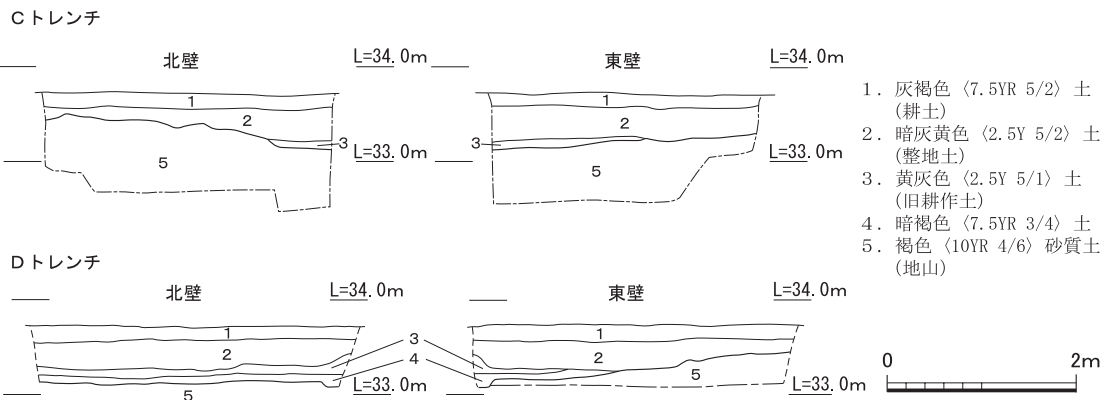 Cトレンチ
北壁
L=34.0m
東壁
L=34.0m
1
2
3
L=33.0m
5
1
2
3
L=33.0m
5
1. 灰褐色〈7.5YR 5/2〉土
(耕土)
2. 暗灰黄色〈2.5Y 5/2〉土
(整地土)
3. 黄灰色〈2.5Y 5/1〉土
(旧耕作土)
4. 暗褐色〈7.5YR 3/4〉土
5. 褐色〈10YR 4/6〉砂質土
(地山)
Dトレンチ
北壁
L=34.0m
東壁
L=34.0m
1
2
3
4
5
L=33.0m
1
2
5
L=33.0m
0 2m